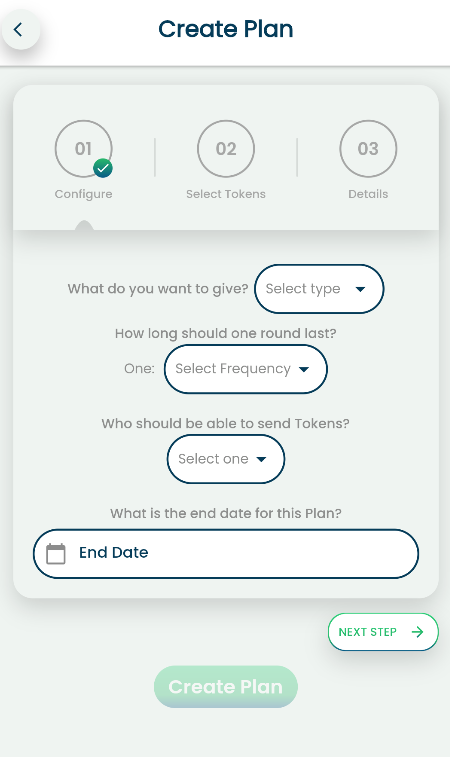 Create Plan
01
02
03
Configure
Select Tokens
Details
What do you want to give? Select type
How long should one round last?
One: Select Frequency
Who should be able to send Tokens?
Select one
What is the end date for this Plan?
End Date
NEXT STEP
Create Plan